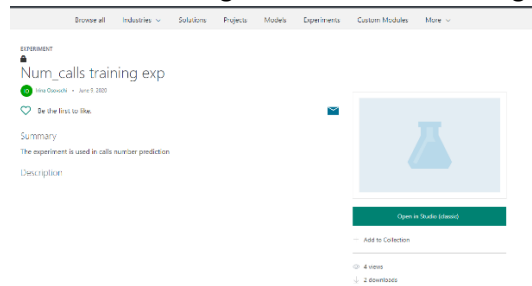 Browse all Industries Solutions Projects Models Experiments Custom Modules More
EXPERIMENT
Num_calls training exp
June 9, 2020
Be the first to like.
Summary
The experiment is used in calls number prediction
Description
Open in Studio (classic)
Add to Collection
4 views
2 downloads